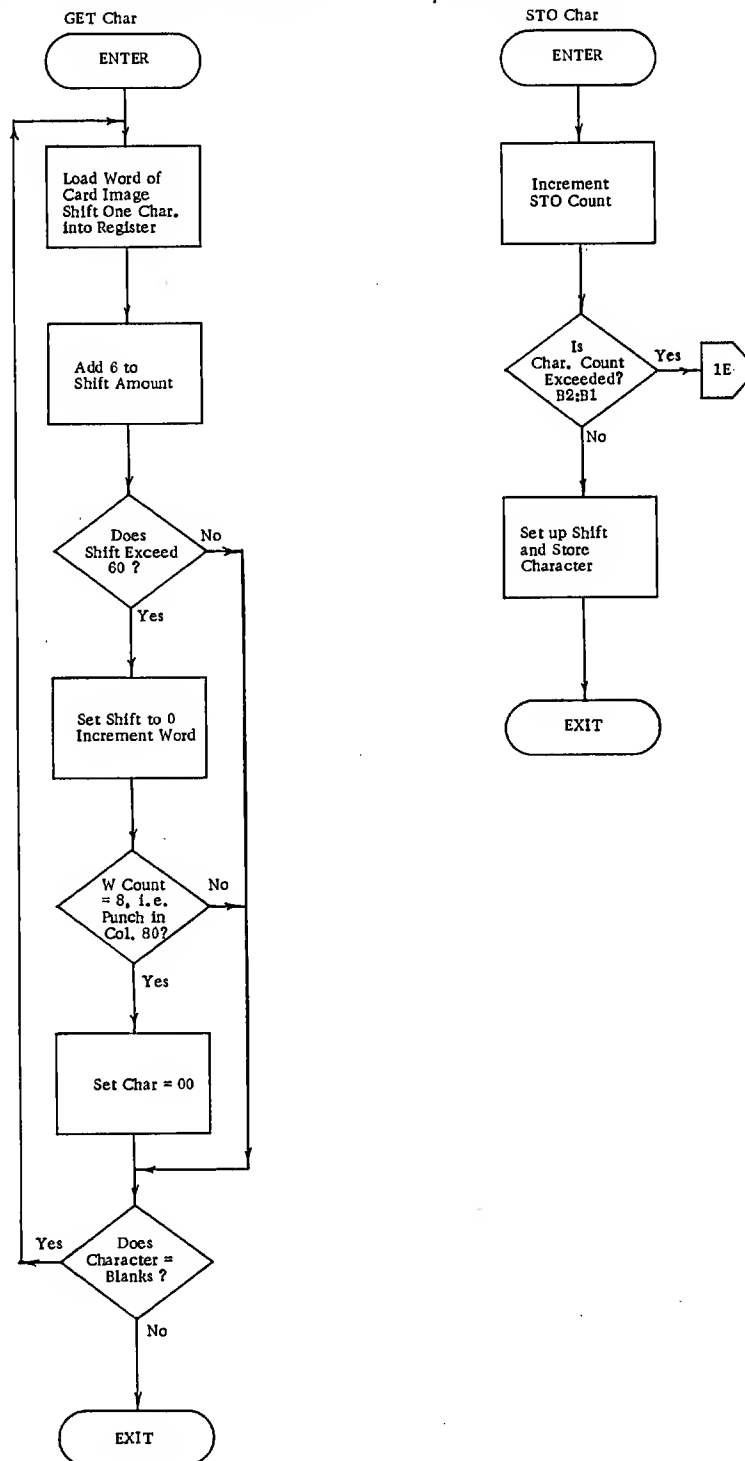 GET Char
ENTER
Load Word of
Card Image
Shift One Char.
into Register
Add 6 to
Shift Amount
Does
Shift Exceed
60 ?
No
Yes
Set Shift to 0
Increment Word
W Count
= 8, i.e.
Punch in
Col. 80?
No
Yes
Set Char = 00
Does
Character =
Blanks ?
Yes
No
EXIT
STO Char
ENTER
Increment
STO Count
Is
Char. Count
Exceeded?
B2:B1
Yes
1E
No
Set up Shift
and Store
Character
EXIT